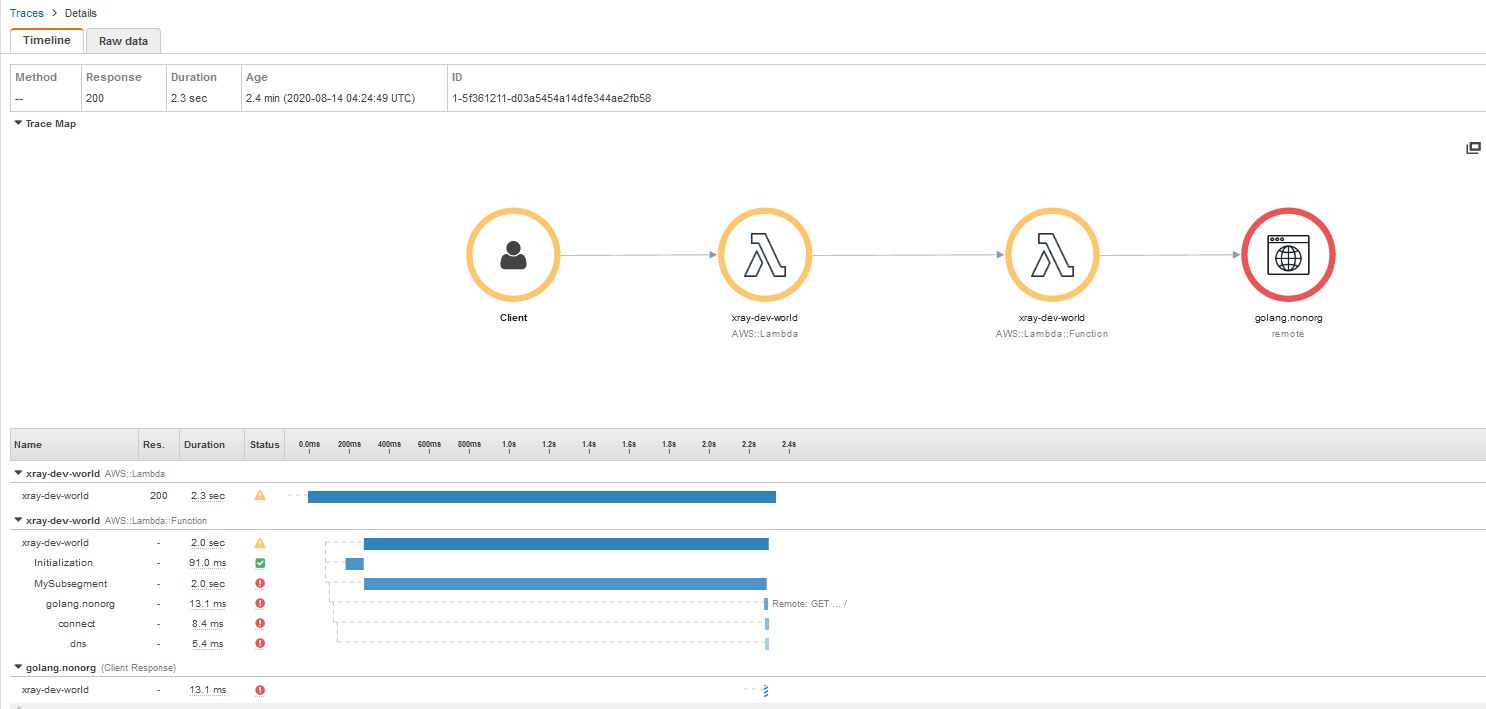 Traces > Details
Timeline Raw data
Method Response Duration Age ID
-- 200 2.3 sec 2.4 min (2020-08-14 04:24:49 UTC) 1-5f361211-d03a5454a14dfe344ae2fb58
Trace Map
Client xray-dev-world xray-dev-world golang.nonorg
AWS::Lambda AWS::Lambda::Function remote
Name Res. Duration Status 0.0ms 200ms 400ms 600ms 800ms 1.0s 1.2s 1.4s 1.6s 1.8s 2.0s 2.2s 2.4s
xray-dev-world AWS::Lambda
xray-dev-world 200 2.3 sec
xray-dev-world AWS::Lambda::Function
xray-dev-world - 2.0 sec
Initialization - 91.0 ms
MySubsegment - 2.0 sec
golang.nonorg - 13.1 ms Remote: GET ... /
connect - 8.4 ms
dns - 5.4 ms
golang.nonorg (Client Response)
xray-dev-world - 13.1 ms